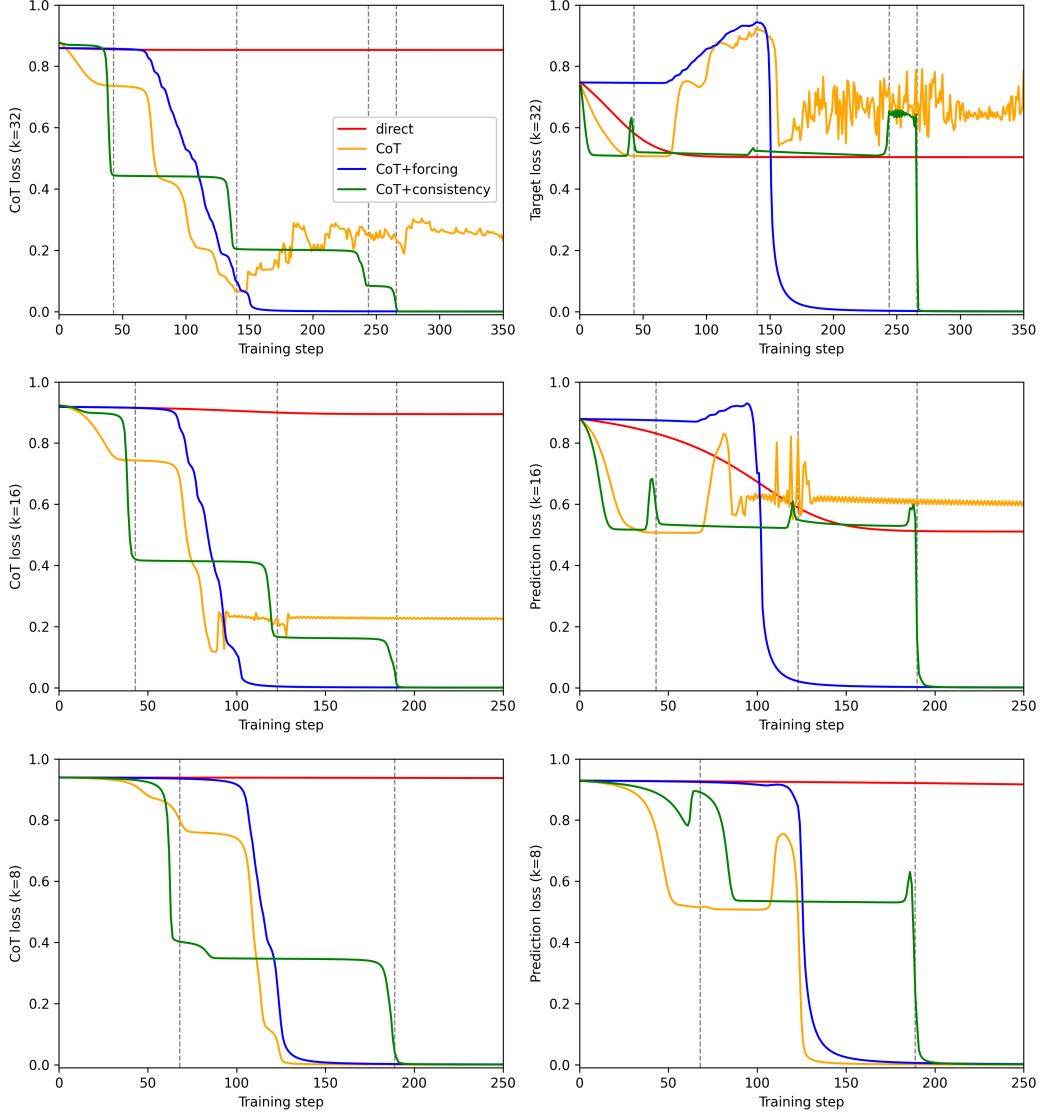 CoT loss (k=32)
1.0
0.8
0.6
0.4
0.2
0.0
direct
CoT
CoT+forcing
CoT+consistency
0 50 100 150 200 250 300 350
Training step
Target loss (k=32)
1.0
0.8
0.6
0.4
0.2
0.0
0 50 100 150 200 250 300 350
Training step
CoT loss (k=16)
1.0
0.8
0.6
0.4
0.2
0.0
0 50 100 150 200 250
Training step
Prediction loss (k=16)
1.0
0.8
0.6
0.4
0.2
0.0
0 50 100 150 200 250
Training step
CoT loss (k=8)
1.0
0.8
0.6
0.4
0.2
0.0
0 50 100 150 200 250
Training step
Prediction loss (k=8)
1.0
0.8
0.6
0.4
0.2
0.0
0 50 100 150 200 250
Training step